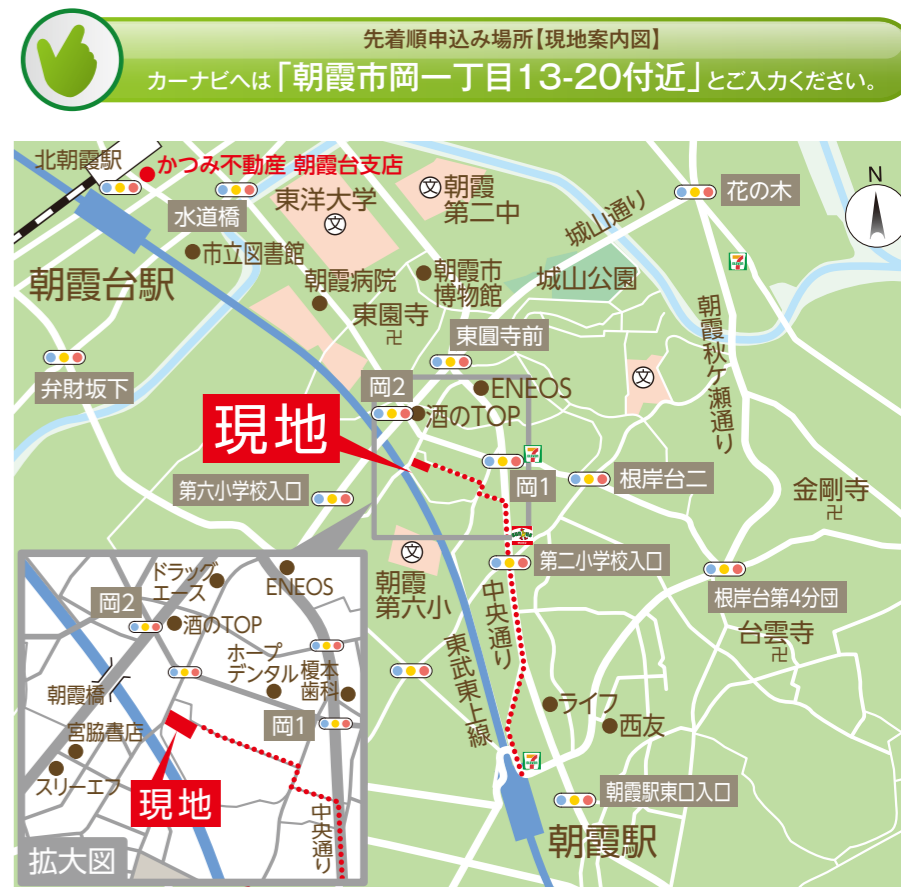 先着順申込み場所【現地案内図】
カーナビへは「朝霞市岡一丁目13-20付近」とご入力ください。
北朝霞駅
かつみ不動産 朝霞台支店
水道橋
東洋大学
文
文
朝霞
第二中
城山通り
花の木
N
市立図書館
朝霞台駅
朝霞病院
朝霞市
博物館
城山公園
7
朝霞秋ケ瀬通り
東園寺
卍
東圓寺前
弁財坂下
岡2
ENEOS
酒のTOP
文
現地
7
岡1
根岸台二
第六小学校入口
金剛寺
卍
文
朝霞
第六小
第二小学校入口
中央通り
東武東上線
根岸台第4分団
台雲寺
卍
ライフ
西友
7
朝霞駅東口入口
朝霞駅
ドラッグ
エース
ENEOS
岡2
酒のTOP
ホープ
デンタル
榎本
歯科
朝霞橋
岡1
宮脇書店
スリーエフ
現地
中央通り
拡大図